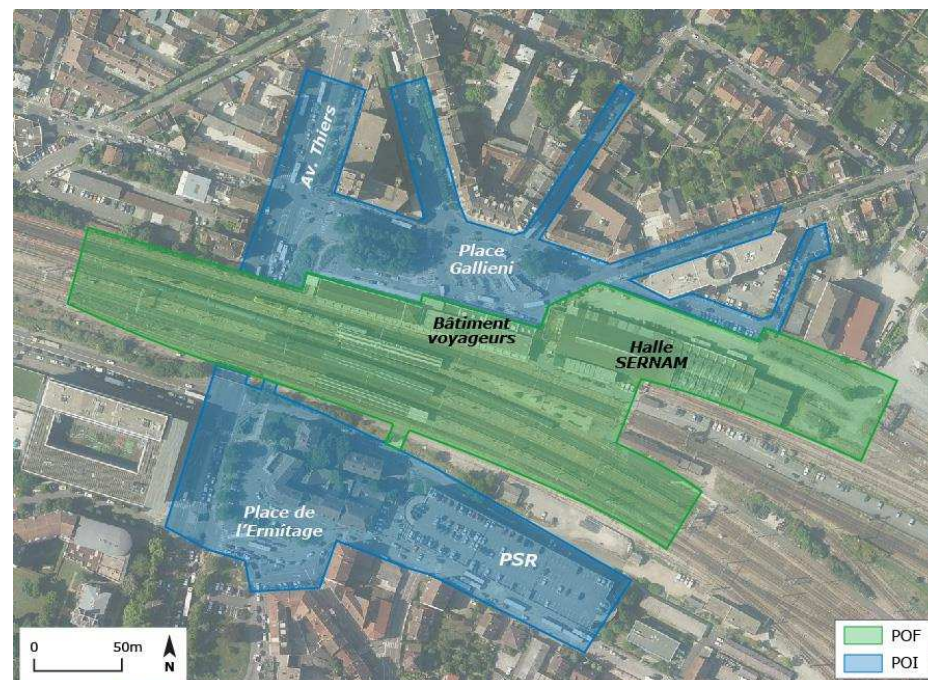 Av. Thiers
Place
Gallieni
Bâtiment
voyageurs
Halle
SERNAM
Place de
l'Ermitage
PSR
0 50m
N
POF
POI